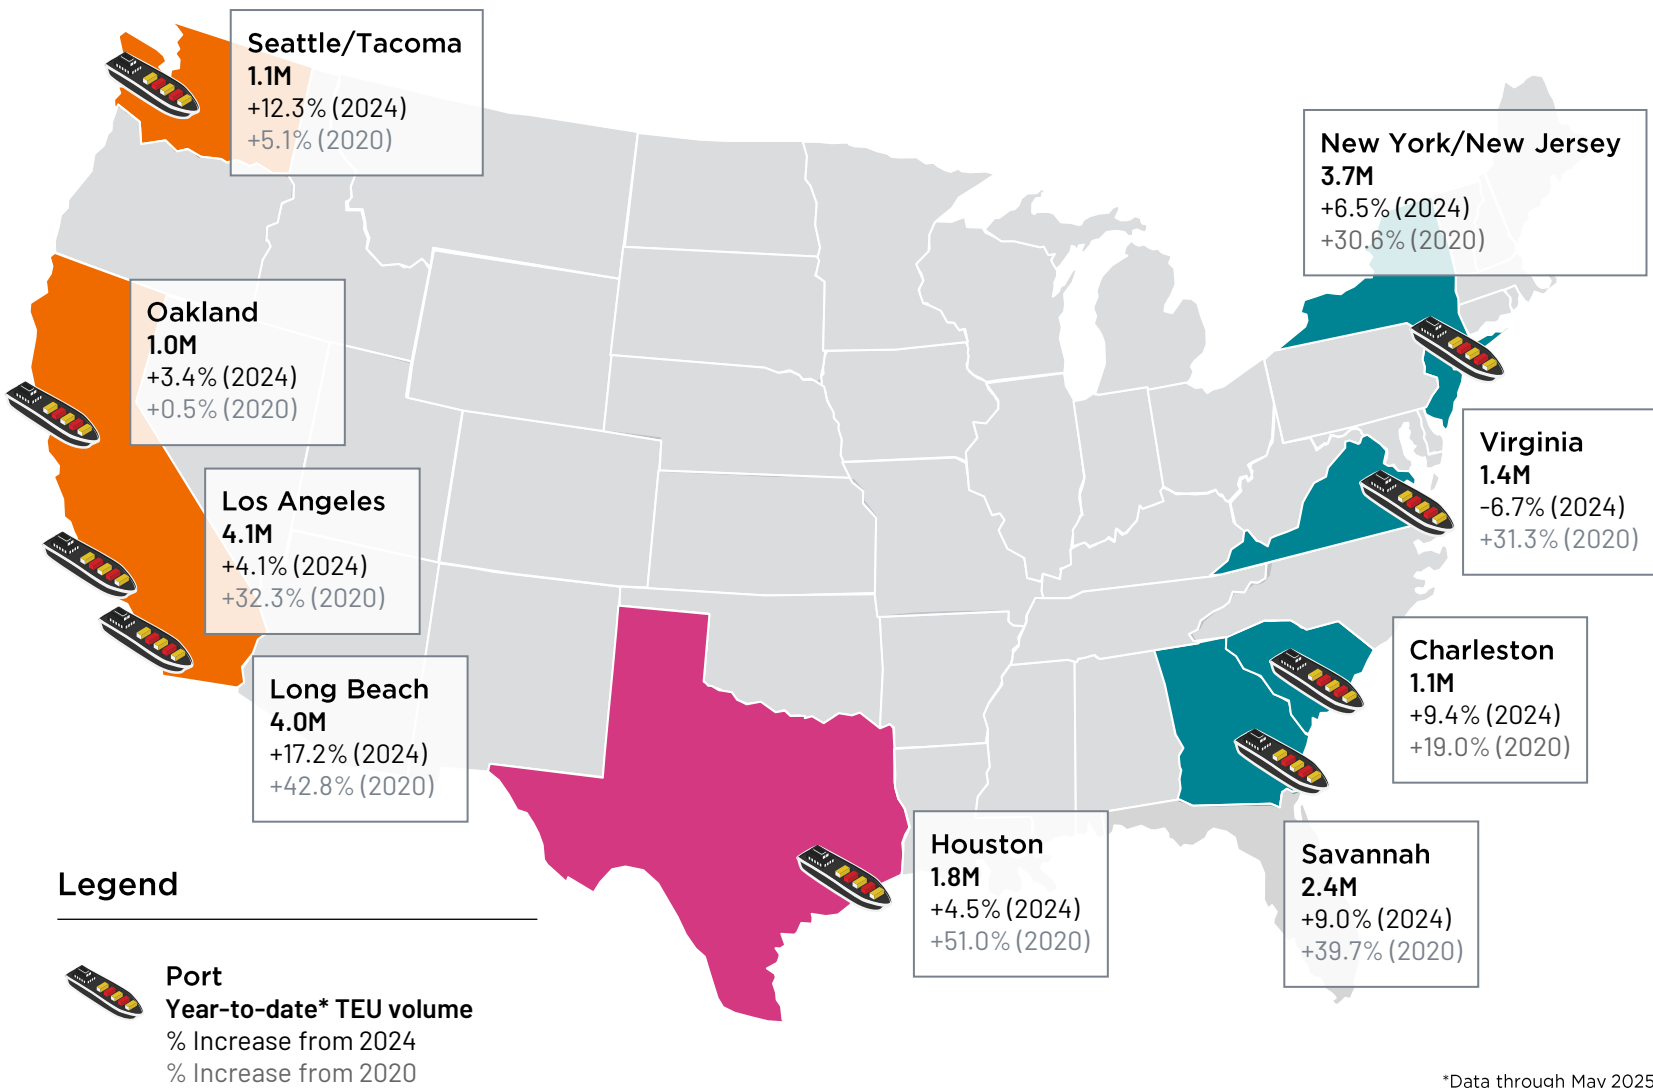 Seattle/Tacoma
1.1M
+12.3% (2024)
+5.1% (2020)
New York/New Jersey
3.7M
+6.5% (2024)
+30.6% (2020)
Oakland
1.0M
+3.4% (2024)
+0.5% (2020)
Virginia
1.4M
-6.7% (2024)
+31.3% (2020)
Los Angeles
4.1M
+4.1% (2024)
+32.3% (2020)
Charleston
1.1M
+9.4% (2024)
+19.0% (2020)
Long Beach
4.0M
+17.2% (2024)
+42.8% (2020)
Houston
1.8M
+4.5% (2024)
+51.0% (2020)
Savannah
2.4M
+9.0% (2024)
+39.7% (2020)
Legend
Port
Year-to-date* TEU volume
% Increase from 2024
% Increase from 2020
*Data through May 2025